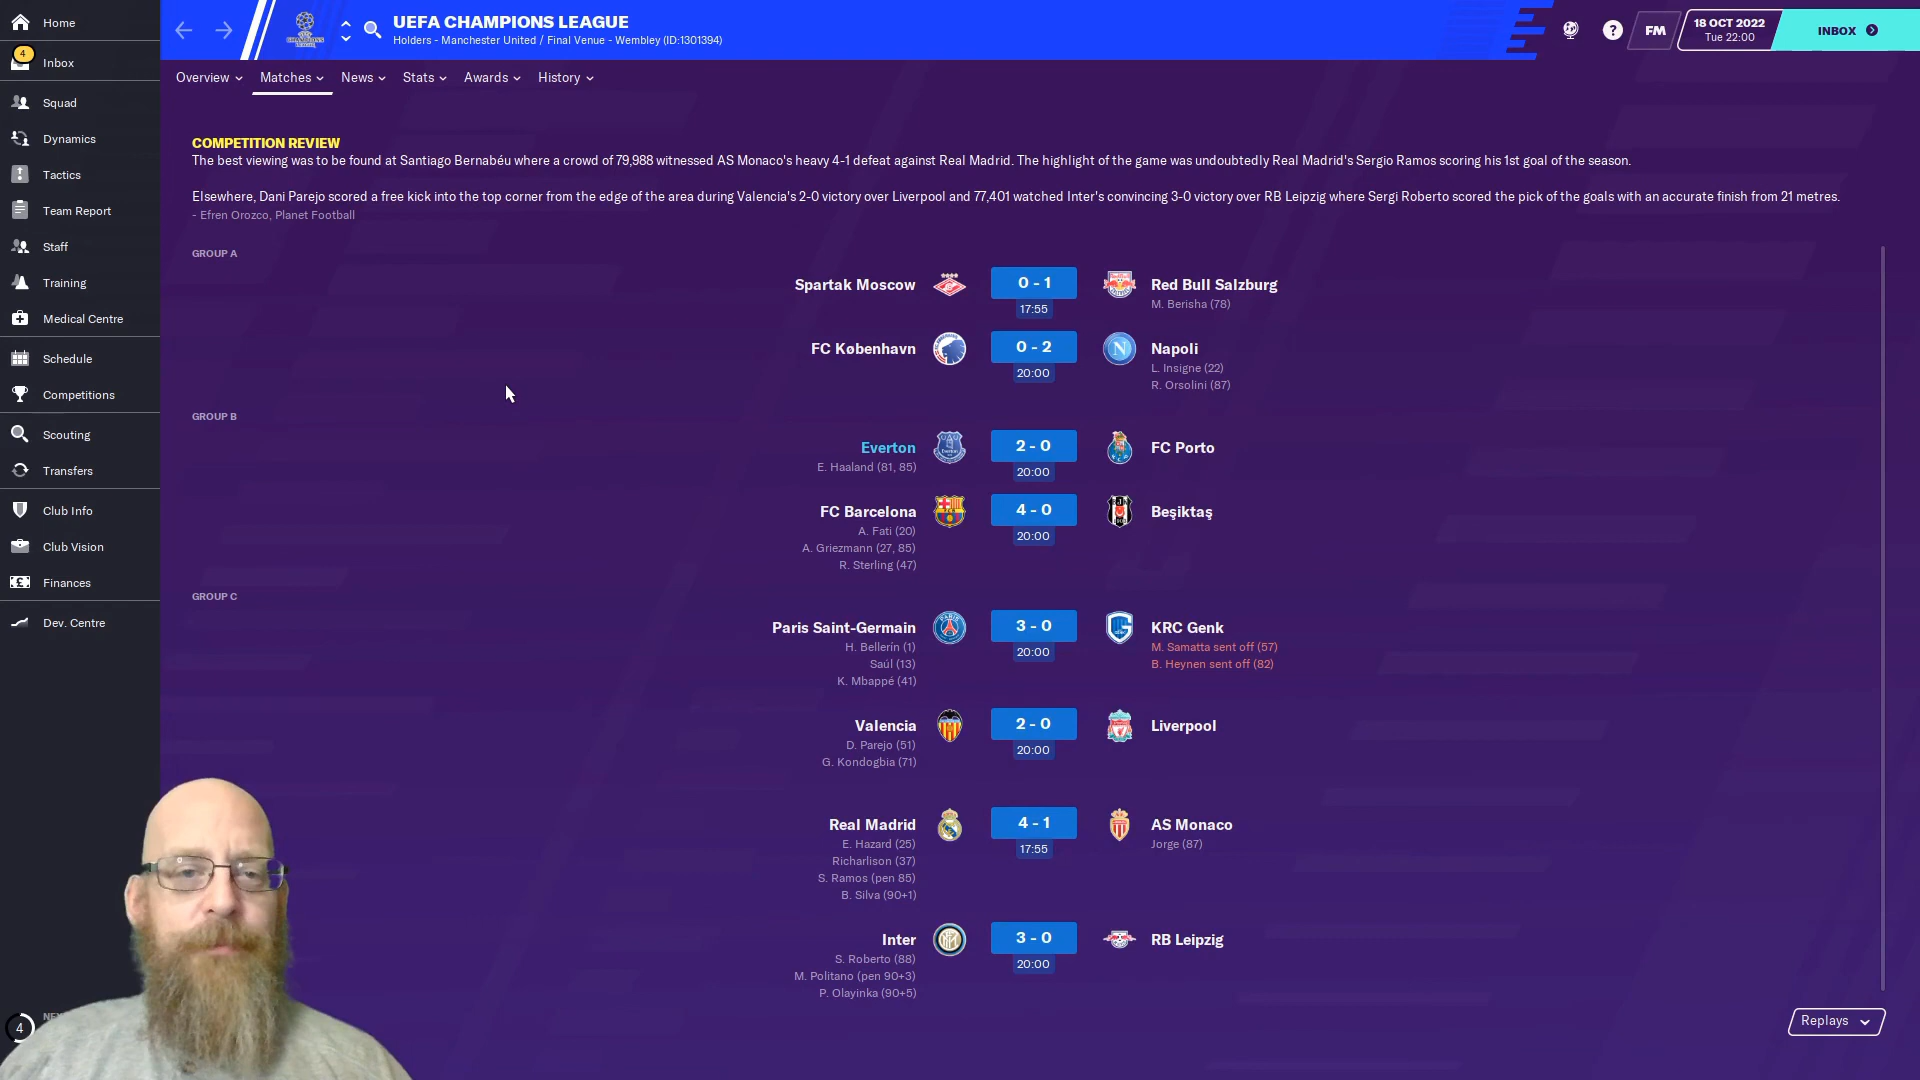 Home
4
Inbox
Squad
Dynamics
Tactics
Team Report
Staff
Training
Medical Centre
Schedule
Competitions
Scouting
Transfers
Club Info
Club Vision
Finances
Dev. Centre
4
UEFA CHAMPIONS LEAGUE
Holders - Manchester United / Final Venue - Wembley (ID:1301394)
?
FM
18 OCT 2022
Tue 22:00
INBOX
Overview
Matches
News
Stats
Awards
History
COMPETITION REVIEW
The best viewing was to be found at Santiago Bernabéu where a crowd of 79,988 witnessed AS Monaco's heavy 4-1 defeat against Real Madrid. The highlight of the game was undoubtedly Real Madrid's Sergio Ramos scoring his 1st goal of the season.
Elsewhere, Dani Parejo scored a free kick into the top corner from the edge of the area during Valencia's 2-0 victory over Liverpool and 77,401 watched Inter's convincing 3-0 victory over RB Leipzig where Sergi Roberto scored the pick of the goals with an accurate finish from 21 metres.
- Efren Orozco, Planet Football
GROUP A
Spartak Moscow 0 - 1 Red Bull Salzburg
17:55 M. Berisha (78)
FC København 0 - 2 Napoli
20:00 L. Insigne (22)
R. Orsolini (87)
GROUP B
Everton 2 - 0 FC Porto
E. Haaland (81, 85) 20:00
FC Barcelona 4 - 0 Beşiktaş
A. Fati (20) 20:00
A. Griezmann (27, 85)
R. Sterling (47)
GROUP C
Paris Saint-Germain 3 - 0 KRC Genk
H. Bellerín (1) 20:00 M. Samatta sent off (57)
Saúl (13) B. Heynen sent off (82)
K. Mbappé (41)
Valencia 2 - 0 Liverpool
D. Parejo (51) 20:00
G. Kondogbia (71)
Real Madrid 4 - 1 AS Monaco
E. Hazard (25) 17:55 Jorge (87)
Richarlison (37)
S. Ramos (pen 85)
B. Silva (90+1)
Inter 3 - 0 RB Leipzig
S. Roberto (88) 20:00
M. Politano (pen 90+3)
P. Olayinka (90+5)
Replays